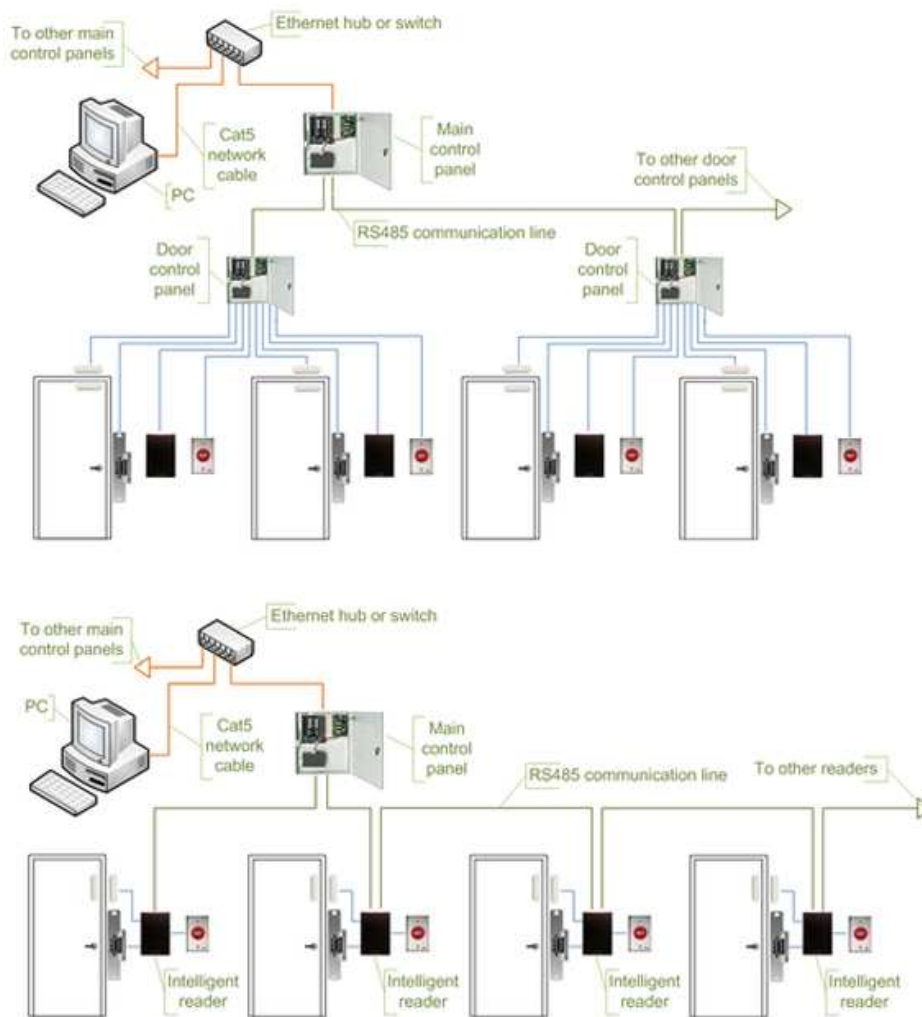 Ethernet hub or switch
To other main
control panels
Main
control
panel
Cat5
network
cable
PC
To other door
control panels
RS485 communication line
Door
control
panel
Door
control
panel
Ethernet hub or switch
To other main
control panels
PC
Cat5
network
cable
Main
control
panel
RS485 communication line
To other readers
Intelligent
reader
Intelligent
reader
Intelligent
reader
Intelligent
reader